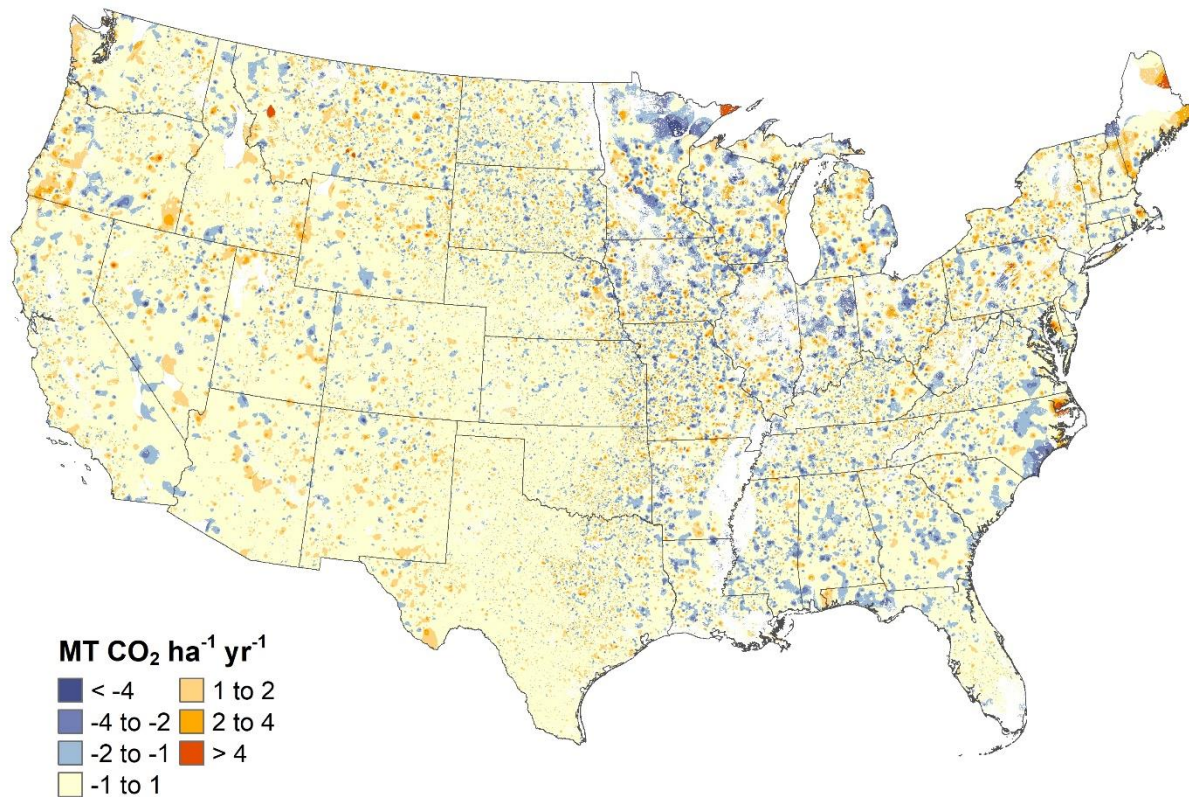 MT CO₂ ha⁻¹ yr⁻¹
< -4
-4 to -2
-2 to -1
-1 to 1
1 to 2
2 to 4
> 4